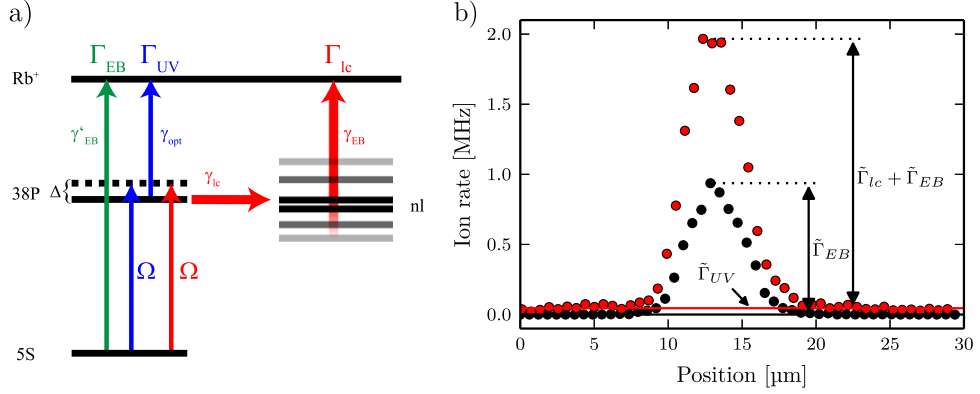 a)
Γ_EB Γ_UV Γ_lc
Rb⁺
γ'_EB γ_opt γ_EB
γ_lc
38P Δ{ nl
Ω Ω
5S
b)
2.0
1.5
1.0
0.5
0.0
Ion rate [MHz]
Γ̃_lc + Γ̃_EB
Γ̃_EB
Γ̃_UV
0 5 10 15 20 25 30
Position [µm]